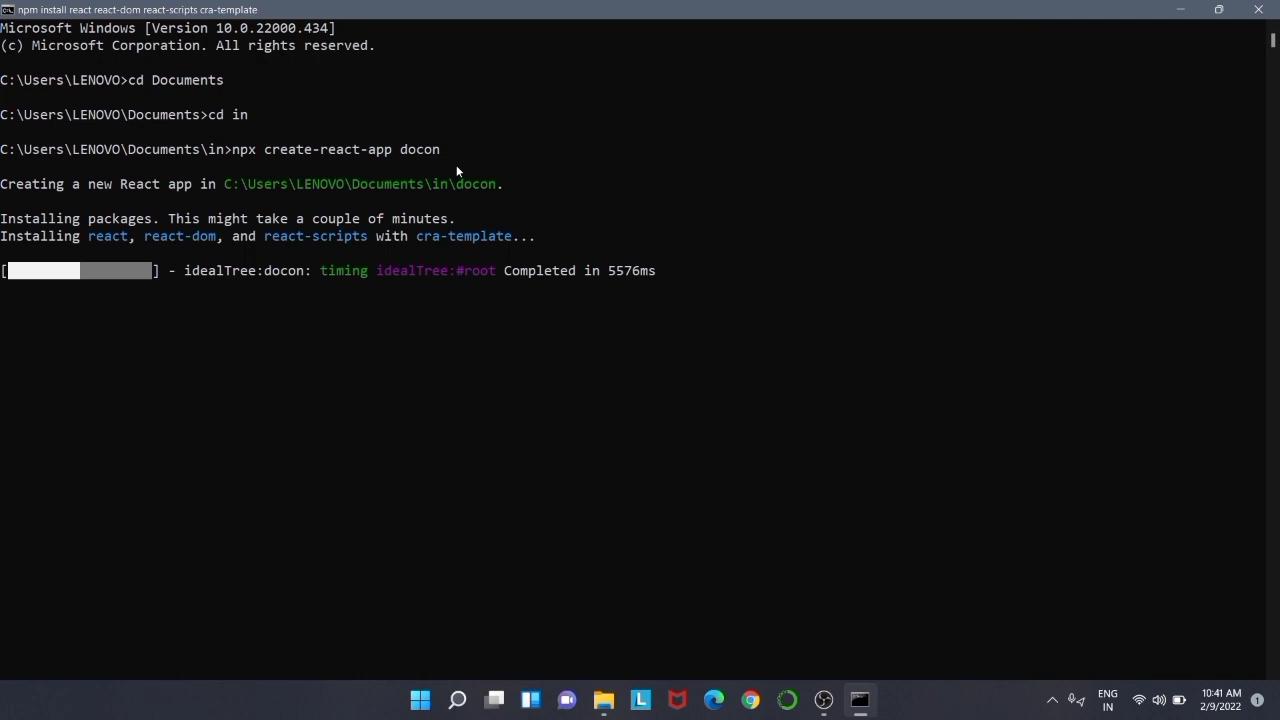 npm install react react-dom react-scripts cra-template
Microsoft Windows [Version 10.0.22000.434]
(c) Microsoft Corporation. All rights reserved.
C:\Users\LENOVO>cd Documents
C:\Users\LENOVO\Documents>cd in
C:\Users\LENOVO\Documents\in>npx create-react-app docon
Creating a new React app in C:\Users\LENOVO\Documents\in\docon.
Installing packages. This might take a couple of minutes.
Installing react, react-dom, and react-scripts with cra-template...
[ ] - idealTree:docon: timing idealTree:#root Completed in 5576ms
L
ENG
IN
10:41 AM
2/9/2022
1